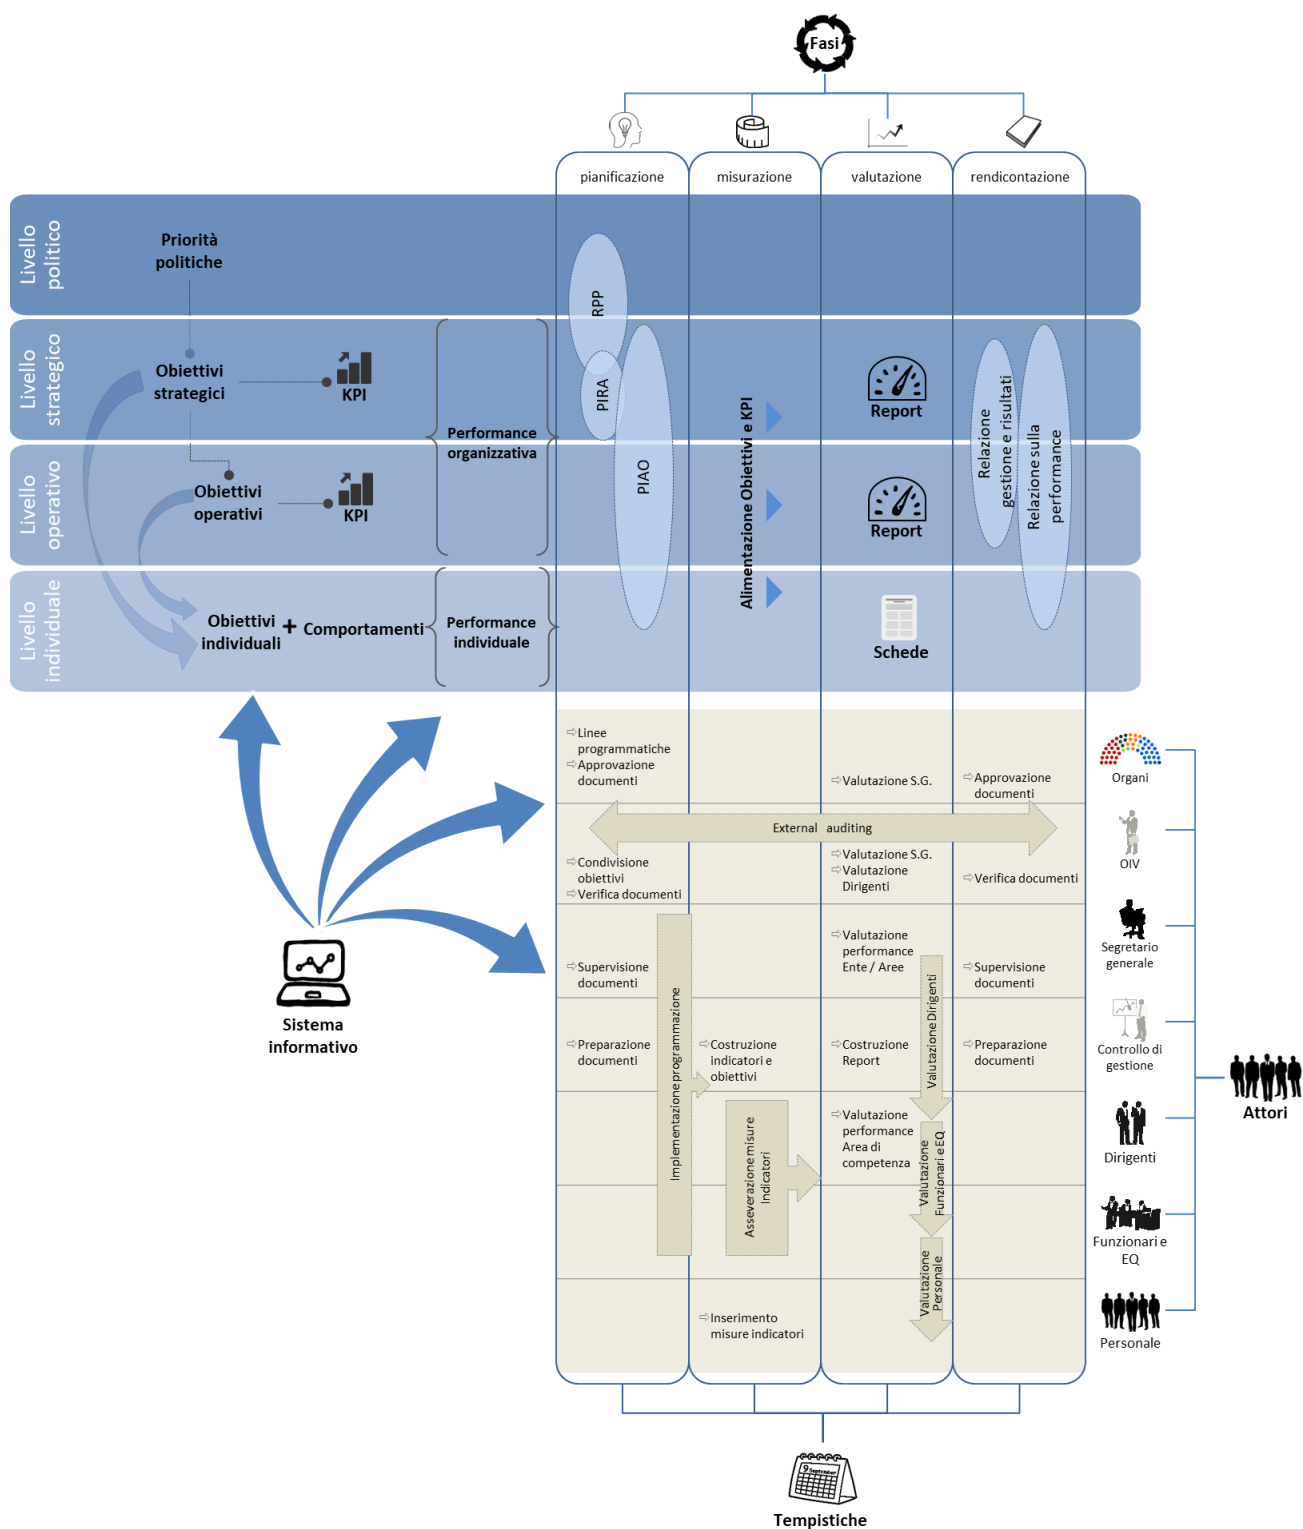 Fasi
pianificazione
misurazione
valutazione
rendicontazione
Livello
politico
Priorità
politiche
RPP
Livello
strategico
Obiettivi
strategici
KPI
PIRA
Report
Livello
operativo
Obiettivi
operativi
KPI
Performance
organizzativa
PIAO
Alimentazione Obiettivi e KPI
Report
Relazione
gestione e risultati
Relazione sulla
performance
Livello
individuale
Obiettivi
individuali
+
Comportamenti
Performance
individuale
Schede
Linee
programmatiche
Approvazione
documenti
Valutazione S.G.
Approvazione
documenti
Organi
External auditing
Condivisione
obiettivi
Verifica documenti
Valutazione S.G.
Valutazione
Dirigenti
Verifica documenti
OIV
Supervisione
documenti
Valutazione
performance
Ente / Aree
Supervisione
documenti
Segretario
generale
Implementazione programmazione
Valutazione Dirigenti
Preparazione
documenti
Costruzione
indicatori e
obiettivi
Costruzione
Report
Preparazione
documenti
Controllo di
gestione
Attori
Asseverazione misure
Indicatori
Valutazione
performance
Area di
competenza
Valutazione
Funzionari e EQ
Dirigenti
Funzionari e
EQ
Valutazione
Personale
Inserimento
misure indicatori
Personale
Sistema
informativo
9 September
Tempistiche